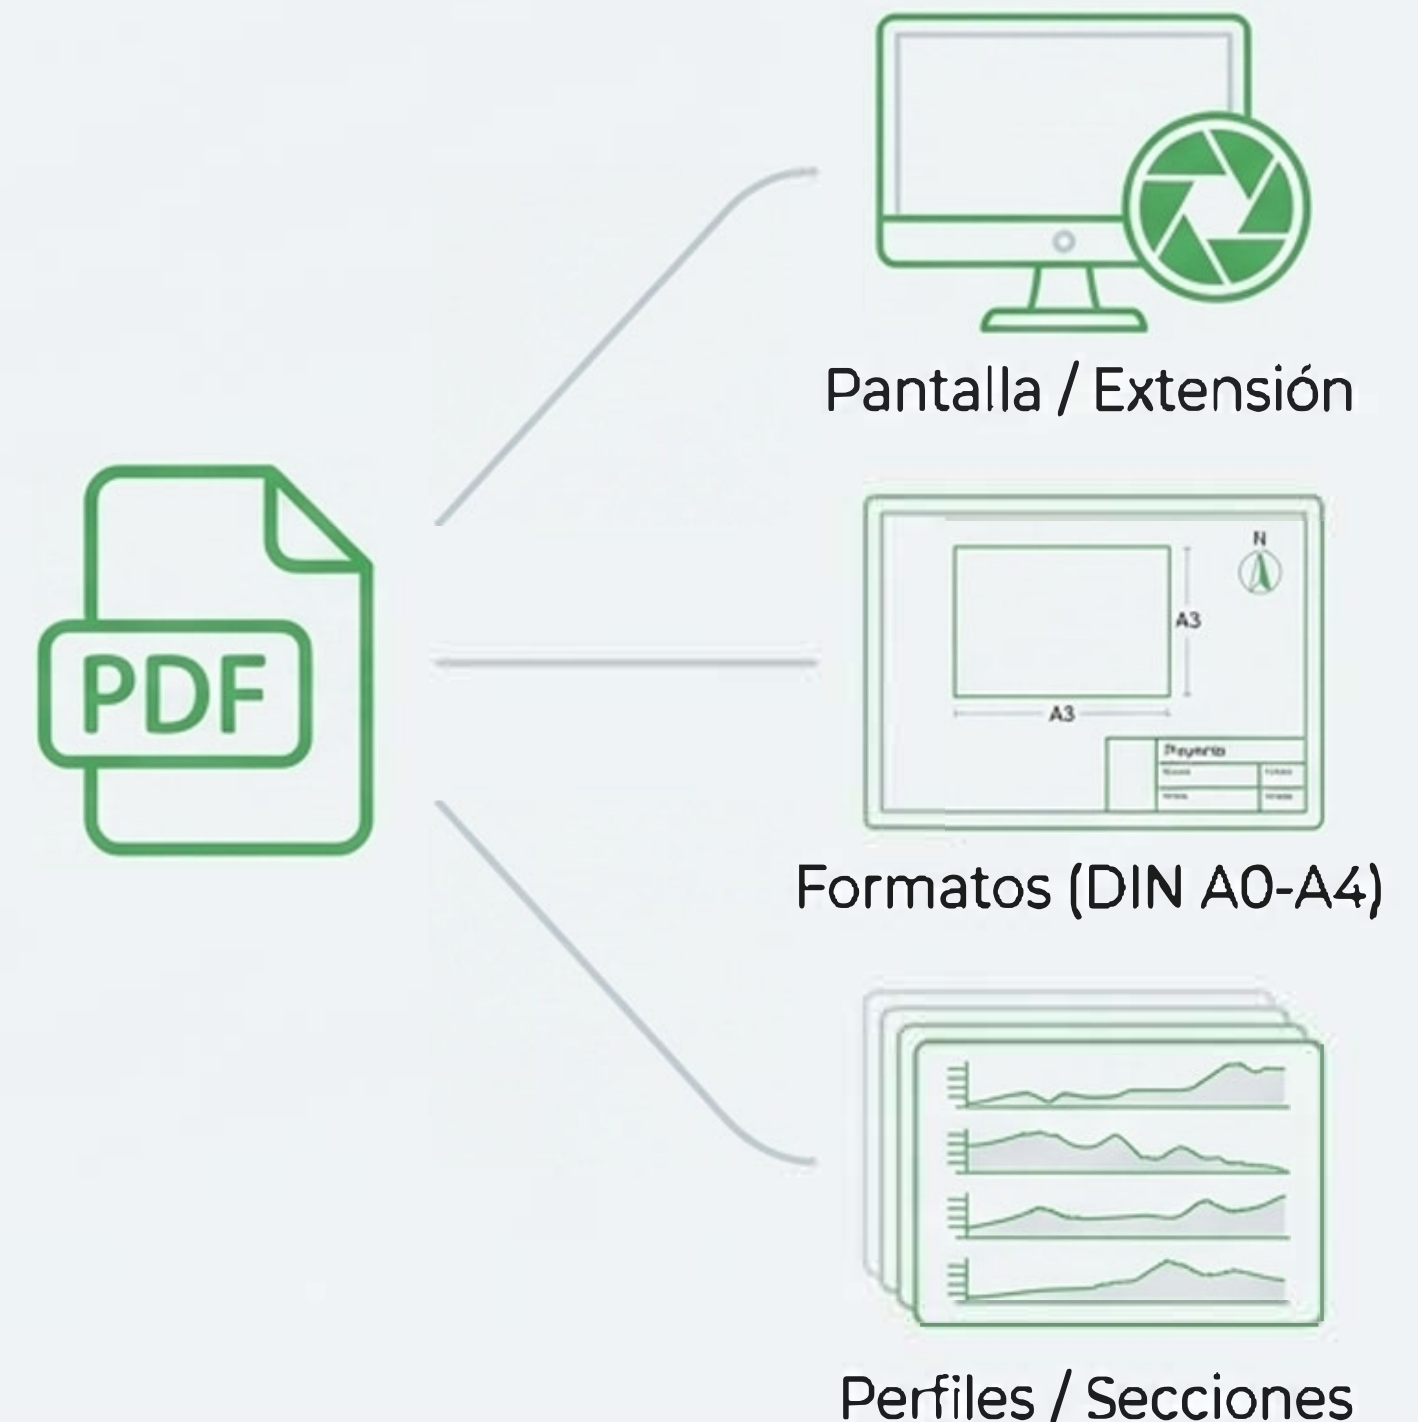 Pantalla / Extensión
PDF
N
A3
A3
Formatos (DIN A0-A4)
Perfiles / Secciones